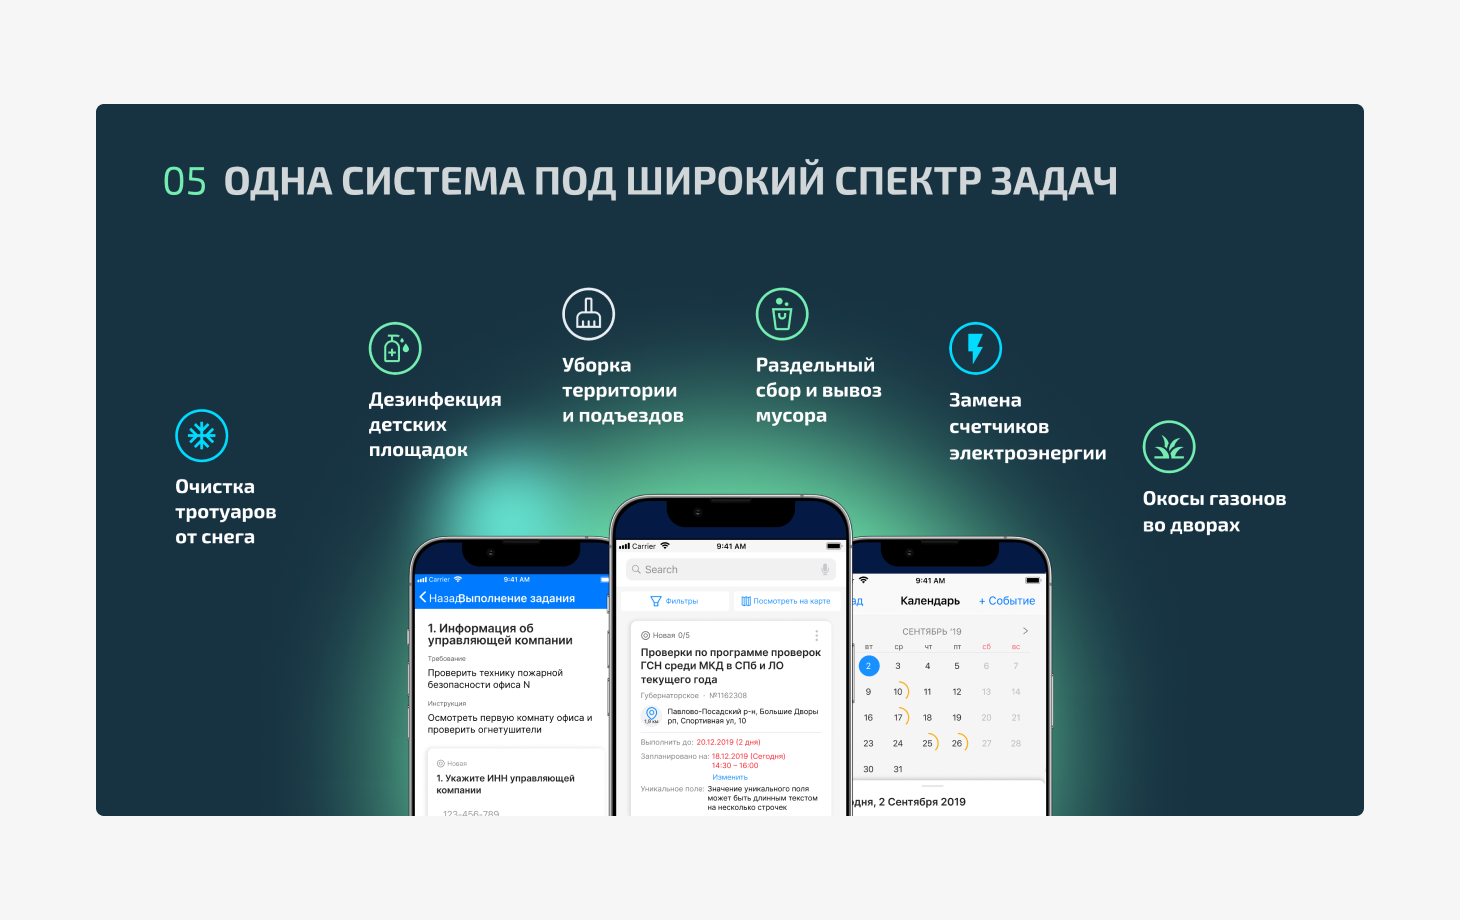 05 ОДНА СИСТЕМА ПОД ШИРОКИЙ СПЕКТР ЗАДАЧ
Очистка
тротуаров
от снега
Дезинфекция
детских
площадок
Уборка
территории
и подъездов
Раздельный
сбор и вывоз
мусора
Замена
счетчиков
электроэнергии
Окосы газонов
во дворах
Carrier 9:41 AM
Назад Выполнение задания
1. Информация об
управляющей компании
Требование
Проверить технику пожарной
безопасности офиса N
Инструкция
Осмотреть первую комнату офиса и
проверить огнетушители
Новая
1. Укажите ИНН управляющей
компании
123-456-789
Carrier 9:41 AM
Search
Фильтры Посмотреть на карте
Новая 0/5
Проверки по программе проверок
ГСН среди МКД в СПб и ЛО
текущего года
Губернаторское · №1162308
1,9 км
Павлово-Посадский р-н, Большие Дворы
рп, Спортивная ул, 10
Выполнить до: 20.12.2019 (2 дня)
Запланировано на: 18.12.2019 (Сегодня)
14:30 – 16:00
Изменить
Уникальное поле: Значение уникального поля
может быть длинным текстом
на несколько строчек
9:41 AM
ад Календарь + Событие
СЕНТЯБРЬ '19
вт ср чт пт сб вс
2 3 4 5 6 7
9 10 11 12 13 14
16 17 18 19 20 21
23 24 25 26 27 28
30 31
дня, 2 Сентября 2019